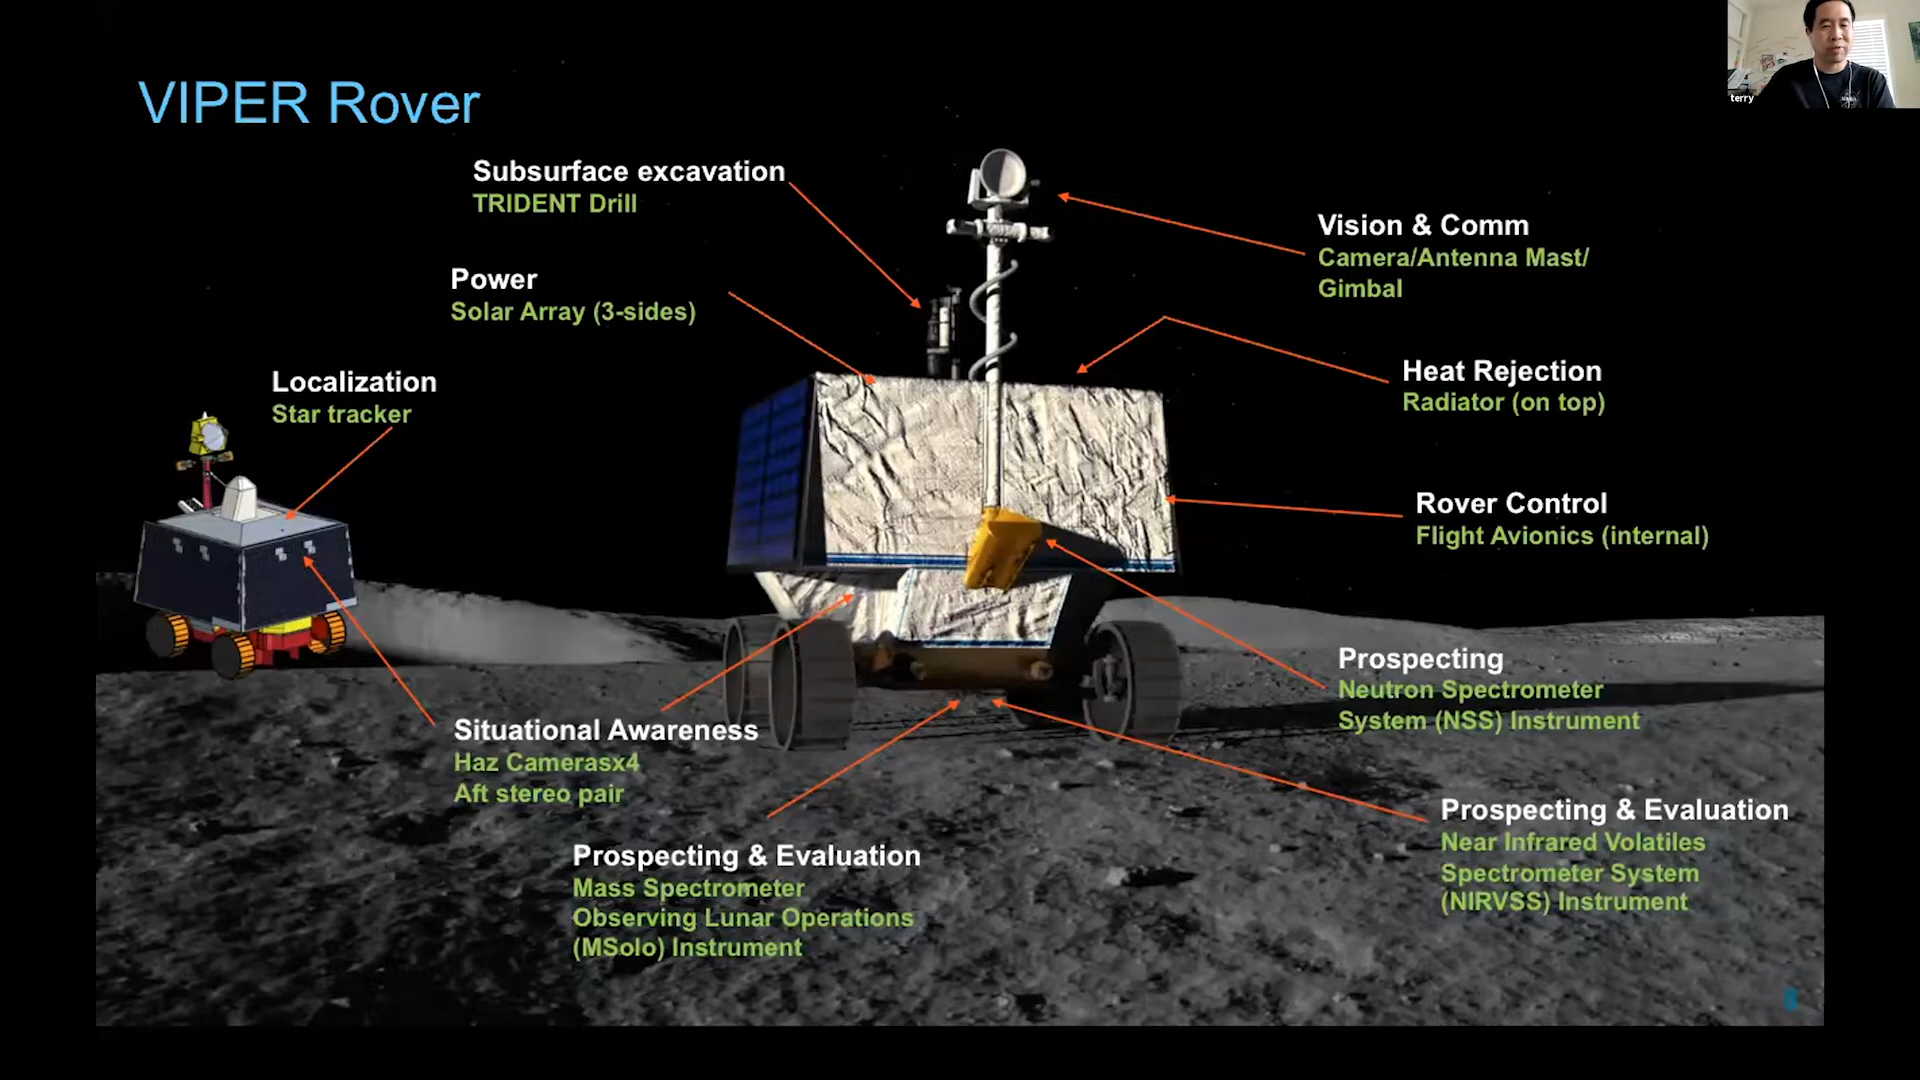 VIPER Rover
terry
Subsurface excavation
TRIDENT Drill
Vision & Comm
Camera/Antenna Mast/
Gimbal
Power
Solar Array (3-sides)
Heat Rejection
Radiator (on top)
Localization
Star tracker
Rover Control
Flight Avionics (internal)
Prospecting
Neutron Spectrometer
System (NSS) Instrument
Situational Awareness
Haz Camerasx4
Aft stereo pair
Prospecting & Evaluation
Near Infrared Volatiles
Spectrometer System
(NIRVSS) Instrument
Prospecting & Evaluation
Mass Spectrometer
Observing Lunar Operations
(MSolo) Instrument